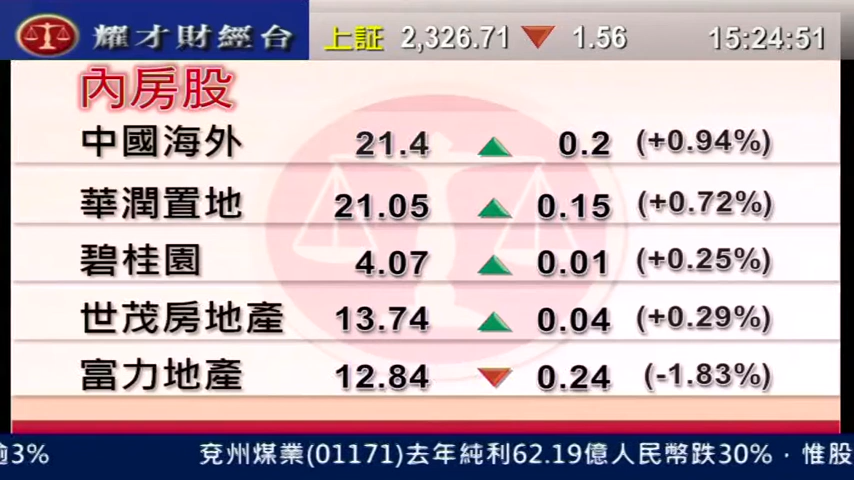 耀才財經台 上証 2,326.71 ▼ 1.56 15:24:51
內房股
中國海外 21.4 ▲ 0.2 (+0.94%)
華潤置地 21.05 ▲ 0.15 (+0.72%)
碧桂園 4.07 ▲ 0.01 (+0.25%)
世茂房地產 13.74 ▲ 0.04 (+0.29%)
富力地產 12.84 ▼ 0.24 (-1.83%)
3% 兗州煤業(01171)去年純利62.19億人民幣跌30%．惟股